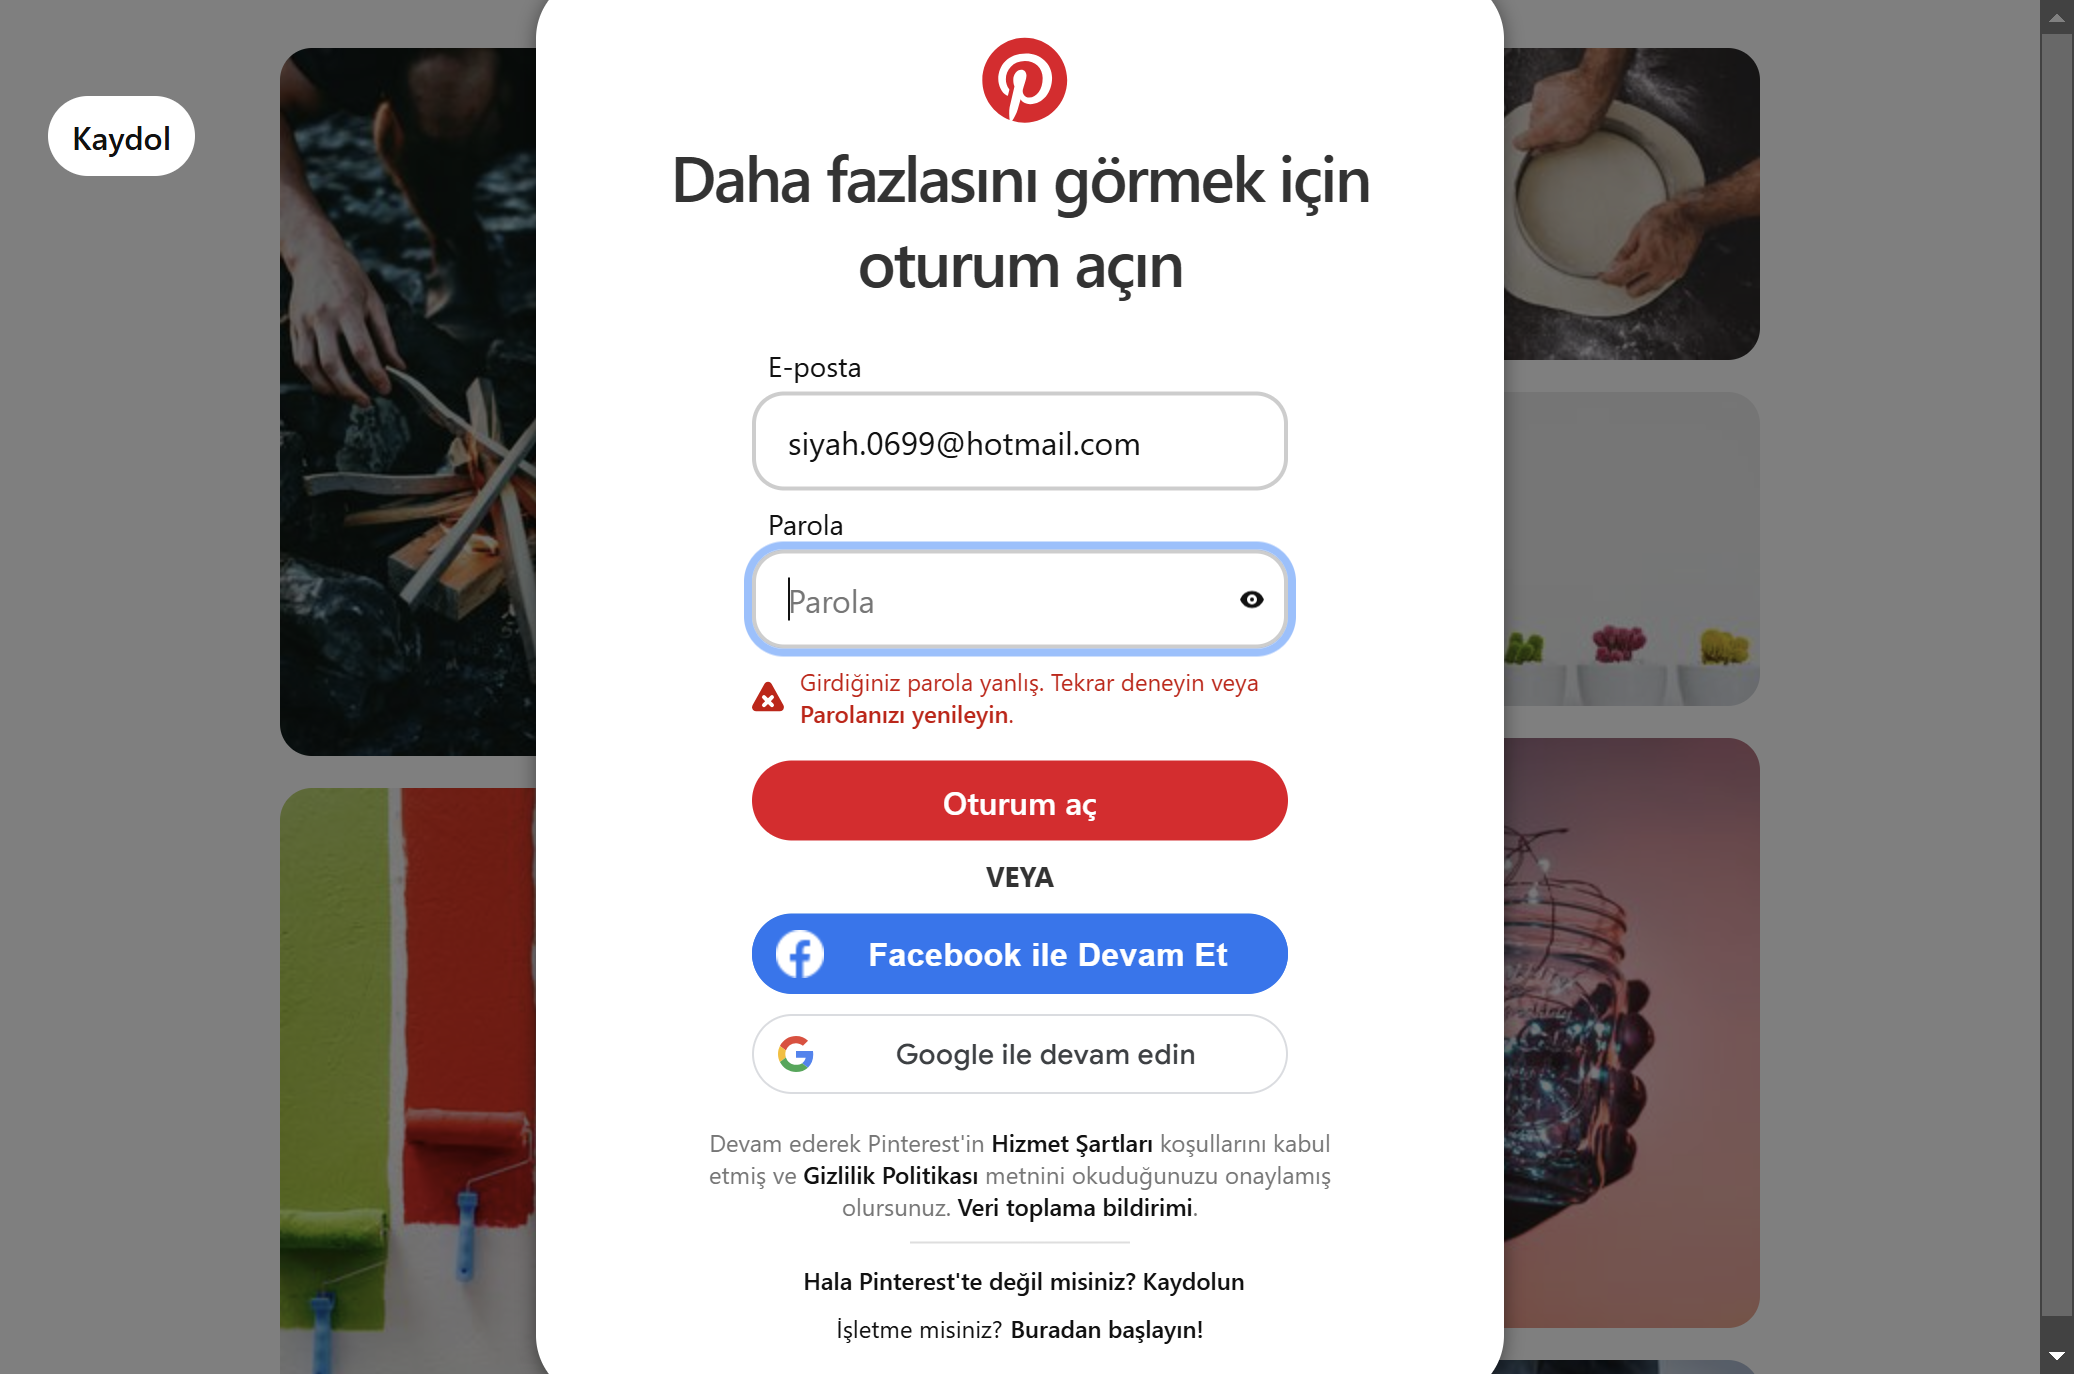 Kaydol
Daha fazlasını görmek için
oturum açın
E-posta
siyah.0699@hotmail.com
Parola
Parola
Girdiğiniz parola yanlış. Tekrar deneyin veya
Parolanızı yenileyin.
Oturum aç
VEYA
Facebook ile Devam Et
Google ile devam edin
Devam ederek Pinterest'in Hizmet Şartları koşullarını kabul
etmiş ve Gizlilik Politikası metnini okuduğunuzu onaylamış
olursunuz. Veri toplama bildirimi.
Hala Pinterest'te değil misiniz? Kaydolun
İşletme misiniz? Buradan başlayın!